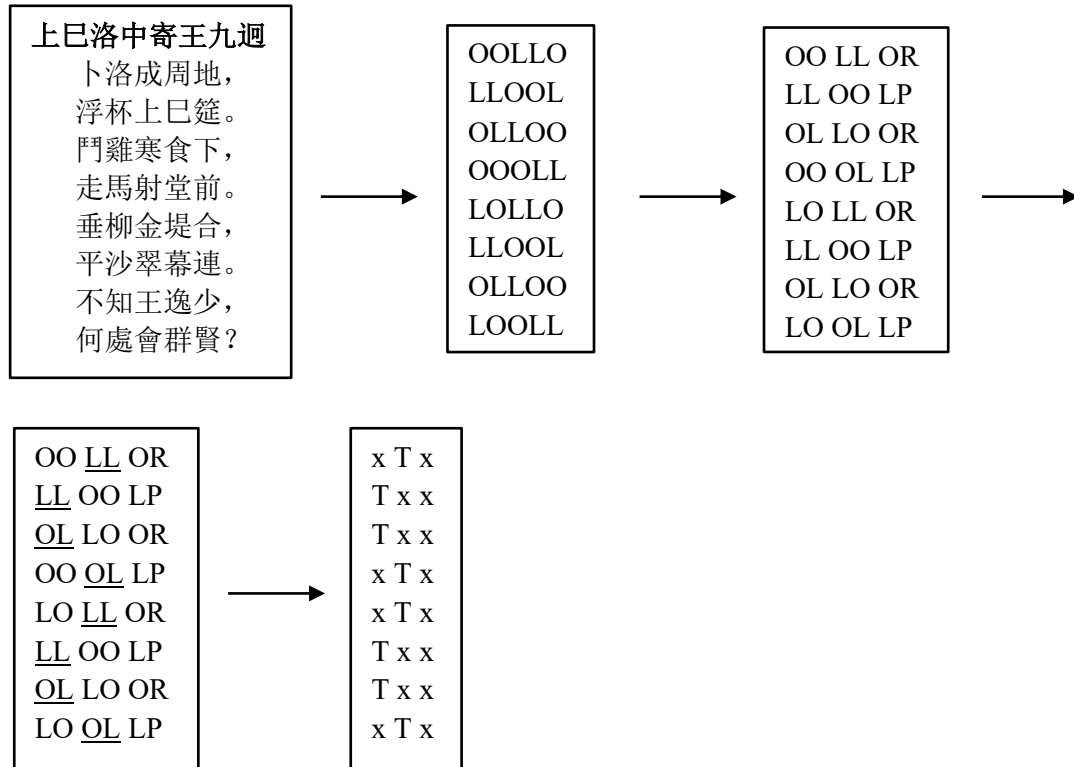 上巳洛中寄王九迥
卜洛成周地，
浮杯上巳筵。
鬥雞寒食下，
走馬射堂前。
垂柳金堤合，
平沙翠幕連。
不知王逸少，
何處會群賢？
OOLLO
LLOOL
OLLOO
OOOLL
LOLLO
LLOOL
OLLOO
LOOLL
OO LL OR
LL OO LP
OL LO OR
OO OL LP
LO LL OR
LL OO LP
OL LO OR
LO OL LP
OO LL OR
LL OO LP
OL LO OR
OO OL LP
LO LL OR
LL OO LP
OL LO OR
LO OL LP
x T x
T x x
T x x
x T x
x T x
T x x
T x x
x T x